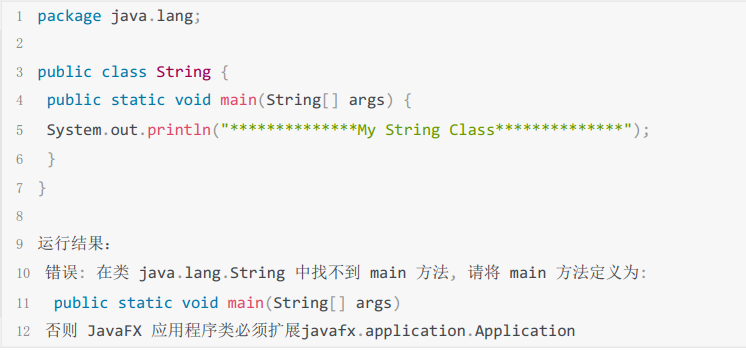 1 package java.lang;
2
3 public class String {
4 public static void main(String[] args) {
5 System.out.println("**************My String Class**************");
6 }
7 }
8
9 运行结果：
10 错误: 在类 java.lang.String 中找不到 main 方法, 请将 main 方法定义为:
11 public static void main(String[] args)
12 否则 JavaFX 应用程序类必须扩展javafx.application.Application